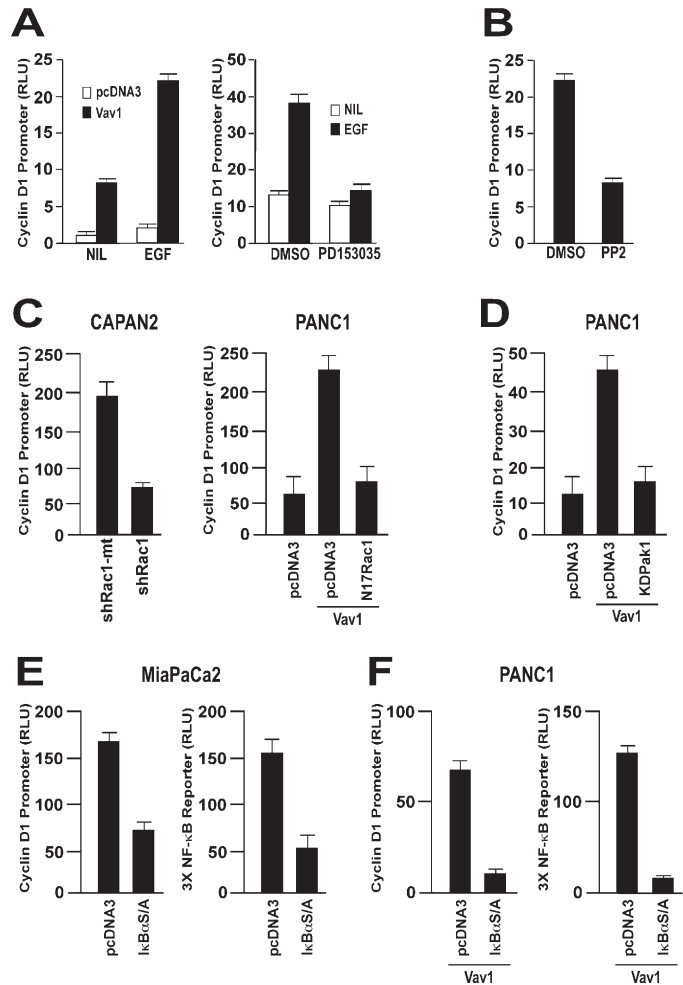 A
Cyclin D1 Promoter (RLU)
25
20
15
10
5
0
pcDNA3
Vav1
NIL
EGF
Cyclin D1 Promoter (RLU)
50
40
30
20
10
0
NIL
EGF
DMSO
PD153035
B
Cyclin D1 Promoter (RLU)
25
20
15
10
5
0
DMSO
PP2
C
CAPAN2
Cyclin D1 Promoter (RLU)
250
200
150
100
50
0
shRac1-mt
shRac1
PANC1
Cyclin D1 Promoter (RLU)
250
200
150
100
50
0
pcDNA3
pcDNA3
N17Rac1
Vav1
D
PANC1
Cyclin D1 Promoter (RLU)
50
40
30
20
10
0
pcDNA3
pcDNA3
KDPak1
Vav1
E
MiaPaCa2
Cyclin D1 Promoter (RLU)
200
150
100
50
0
pcDNA3
IκBαS/A
3X NF-κB Reporter (RLU)
200
150
100
50
0
pcDNA3
IκBαS/A
F
PANC1
Cyclin D1 Promoter (RLU)
100
50
0
pcDNA3
IκBαS/A
Vav1
3X NF-κB Reporter (RLU)
150
100
0
pcDNA3
IκBαS/A
Vav1